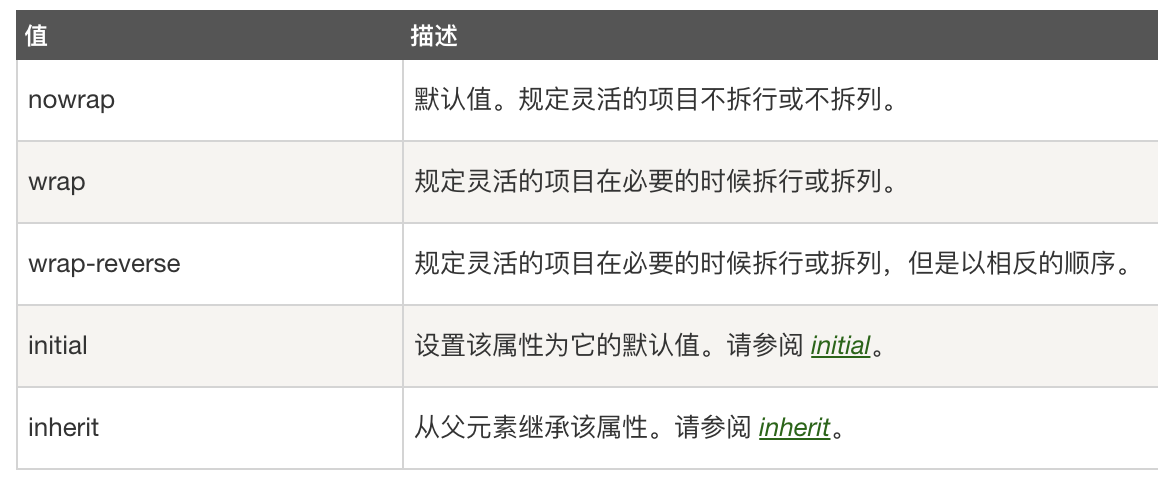 值 描述
nowrap 默认值。规定灵活的项目不拆行或不拆列。
wrap 规定灵活的项目在必要的时候拆行或拆列。
wrap-reverse 规定灵活的项目在必要的时候拆行或拆列，但是以相反的顺序。
initial 设置该属性为它的默认值。请参阅 initial。
inherit 从父元素继承该属性。请参阅 inherit。